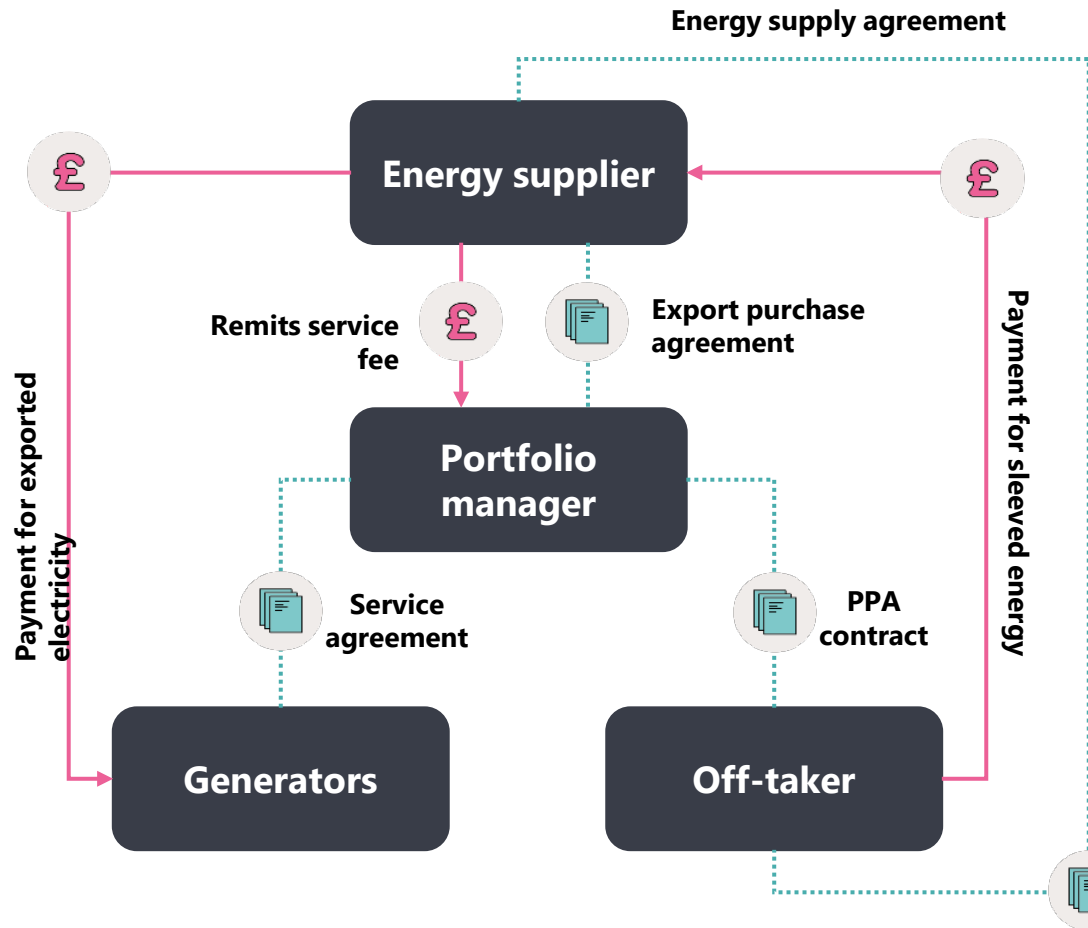 Energy supply agreement
£
Energy supplier
£
Remits service
fee
£
Export purchase
agreement
Payment for exported
electricity
Payment for sleeved energy
Portfolio
manager
Service
agreement
PPA
contract
Generators
Off-taker